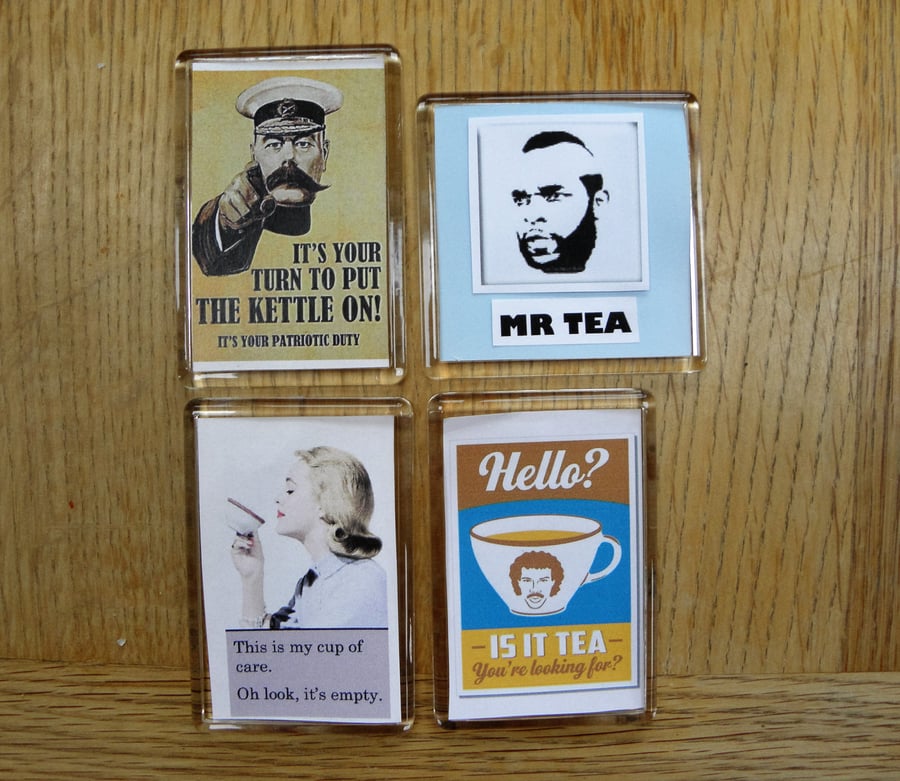 IT'S YOUR
TURN TO PUT
THE KETTLE ON!
IT'S YOUR PATRIOTIC DUTY
MR TEA
This is my cup of
care.
Oh look, it's empty.
Hello?
IS IT TEA
You're looking for?